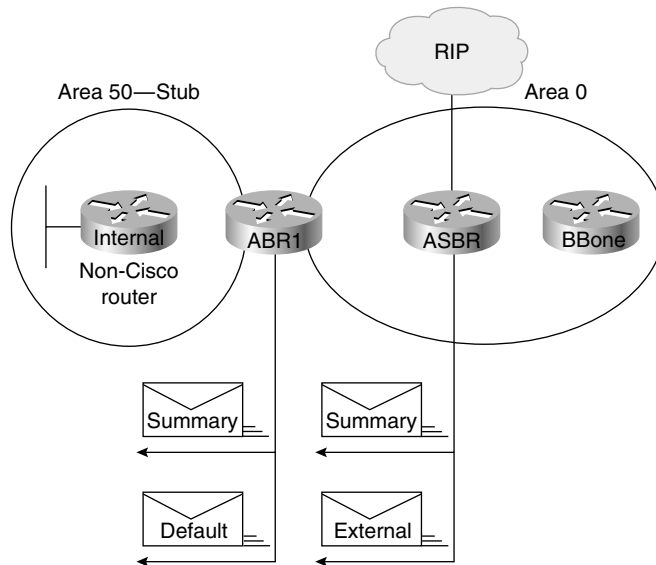 RIP
Area 50—Stub
Area 0
Internal
ABR1
ASBR
BBone
Non-Cisco
router
Summary
Summary
Default
External